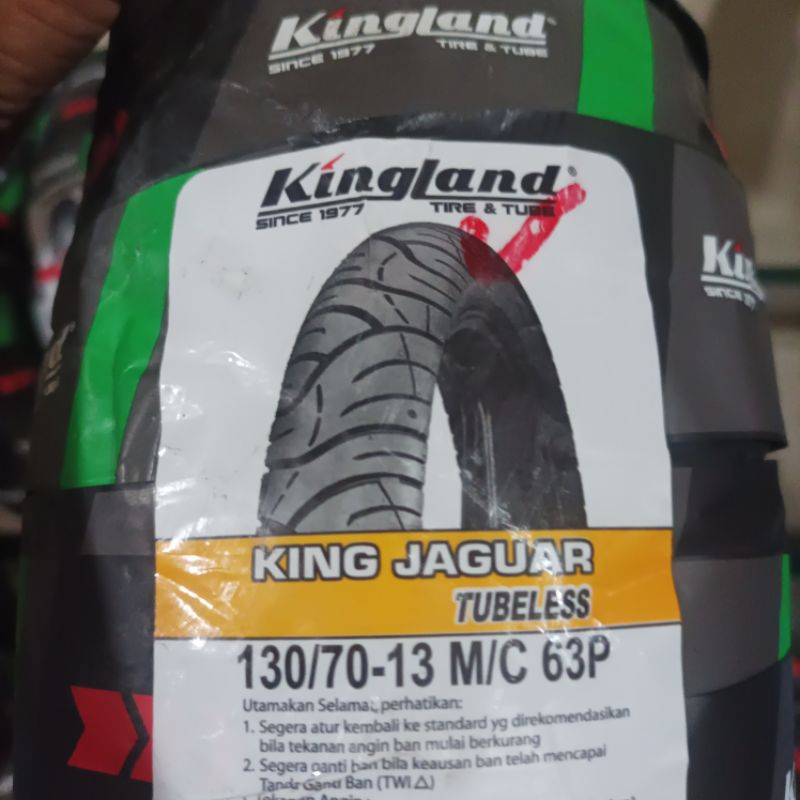 Kingland
SINCE 1977 TIRE & TUBE
Kingland®
SINCE 1977 TIRE & TUBE
KING JAGUAR
TUBELESS
130/70-13 M/C 63P
Utamakan Selamat, perhatian:
1. Segera atur kembali ke standard yg direkomendasikan
bila tekanan angin ban mulai berkurang
2. Segera ganti ban bila keausan ban telah mencapai
Tanda Gand Ban (TWI △)